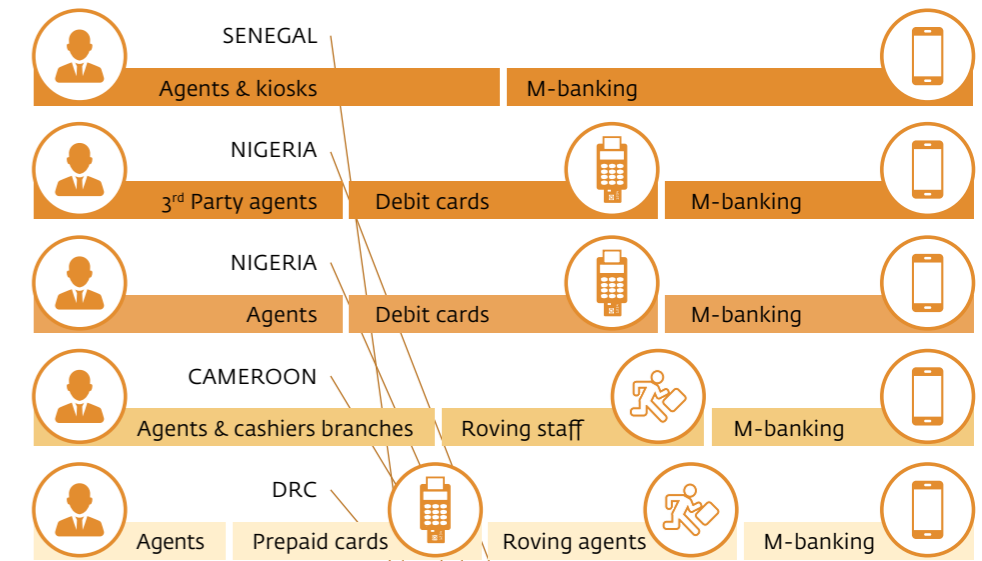 SENEGAL
Agents & kiosks M-banking
NIGERIA
3rd Party agents Debit cards M-banking
NIGERIA
Agents Debit cards M-banking
CAMEROON
Agents & cashiers branches Roving staff M-banking
DRC
Agents Prepaid cards Roving agents M-banking